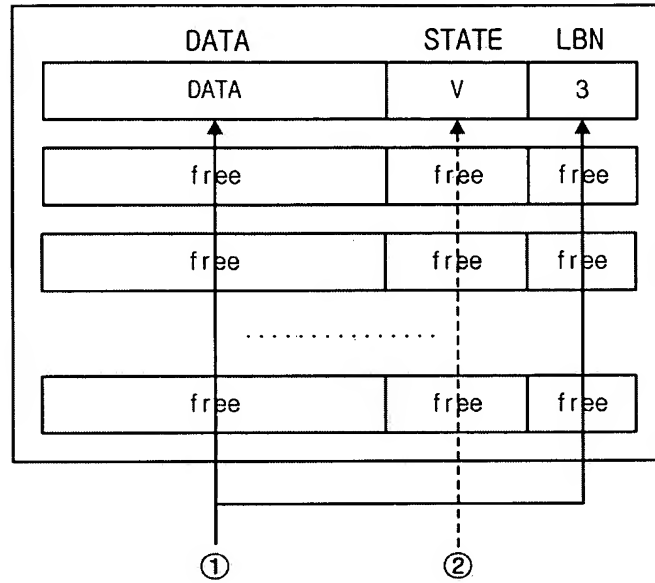 DATA STATE LBN
DATA V 3
free free free
free free free
..................
free free free
① ②